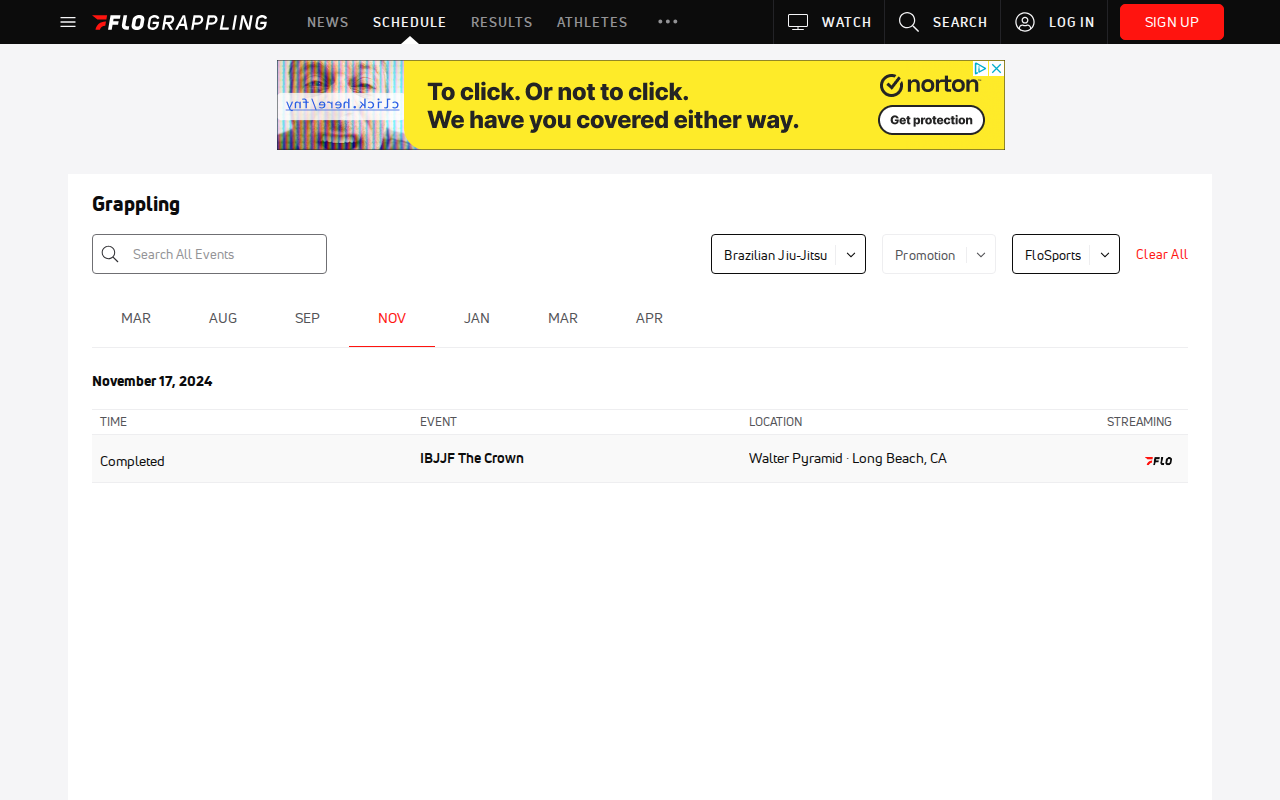 FLOGRAPPLING
NEWS
SCHEDULE
RESULTS
ATHLETES
WATCH
SEARCH
LOG IN
SIGN UP
click.here/fny
To click. Or not to click.
We have you covered either way.
norton
Get protection
Grappling
Search All Events
Brazilian Jiu-Jitsu
Promotion
FloSports
Clear All
MAR
AUG
SEP
NOV
JAN
MAR
APR
November 17, 2024
TIME
EVENT
LOCATION
STREAMING
Completed
IBJJF The Crown
Walter Pyramid · Long Beach, CA
FLO